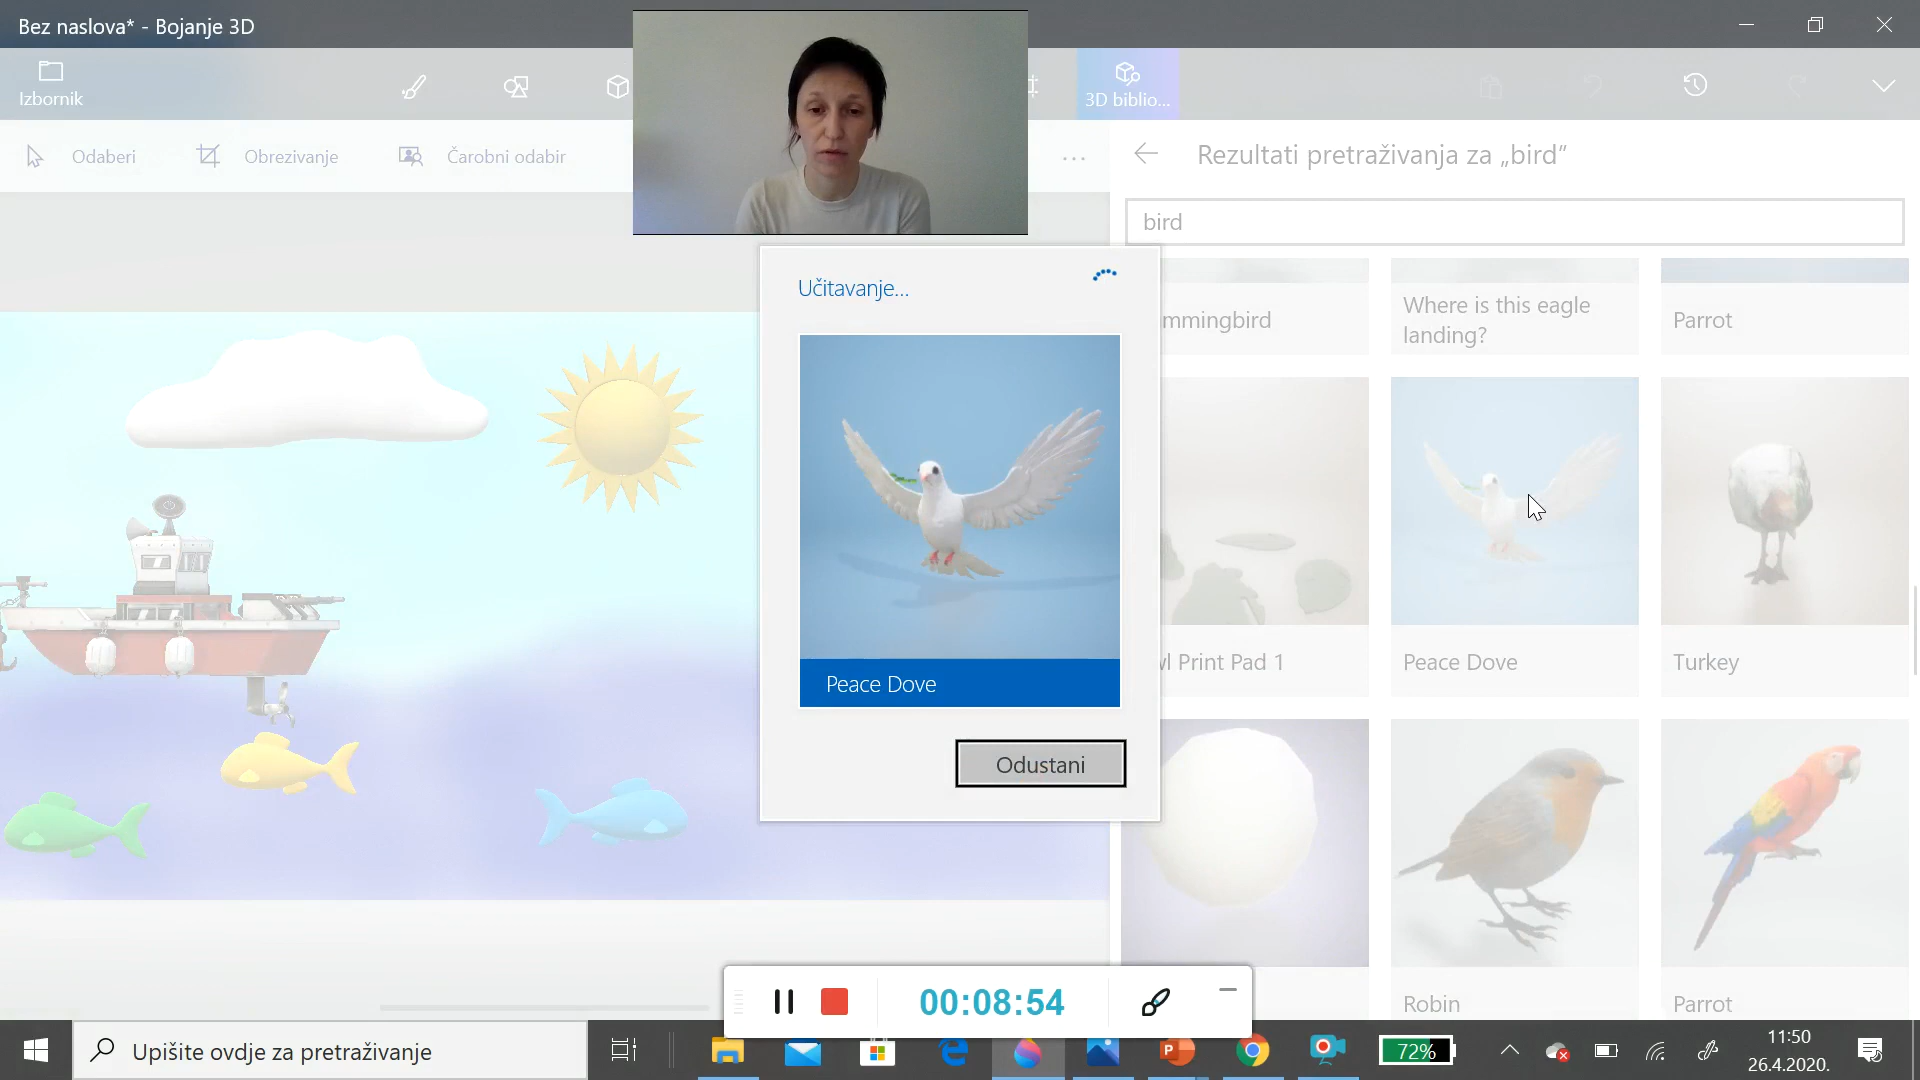 Bez naslova* - Bojanje 3D
Izbornik
3D biblio...
Odaberi
Obrezivanje
Čarobni odabir
Rezultati pretraživanja za „bird”
bird
Učitavanje...
mmingbird
Where is this eagle
landing?
Parrot
Peace Dove
Odustani
Print Pad 1
Peace Dove
Turkey
Robin
Parrot
00:08:54
Upišite ovdje za pretraživanje
72%
11:50
26.4.2020.